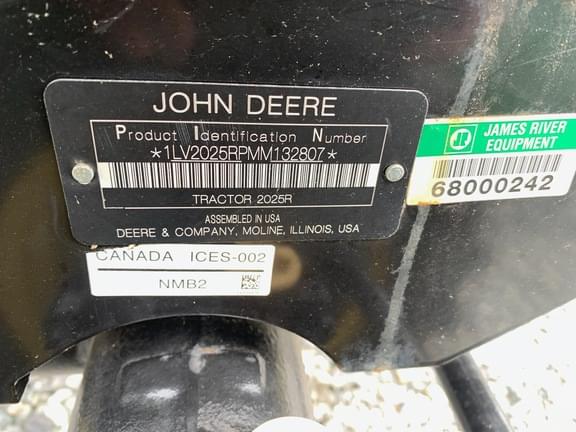 JOHN DEERE
Product Identification Number
*1LV2025RPMM132807*
TRACTOR 2025R
ASSEMBLED IN USA
DEERE & COMPANY, MOLINE, ILLINOIS, USA
JR JAMES RIVER
EQUIPMENT
68000242
CANADA ICES-002
NMB2